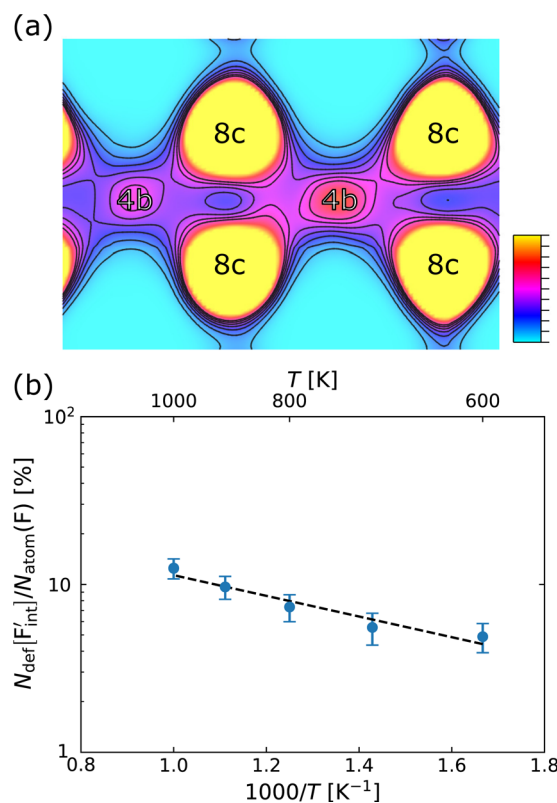 (a)
8c 8c
4b 4b
8c 8c
(b)
T [K]
1000 800 600
10²
10
1
N_def[F′_int]/N_atom(F) [%]
0.8 1.0 1.2 1.4 1.6 1.8
1000/T [K⁻¹]